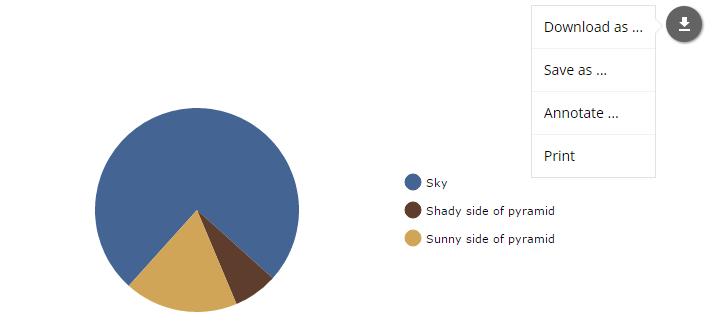 Download as ...
Save as ...
Annotate ...
Print
Sky
Shady side of pyramid
Sunny side of pyramid